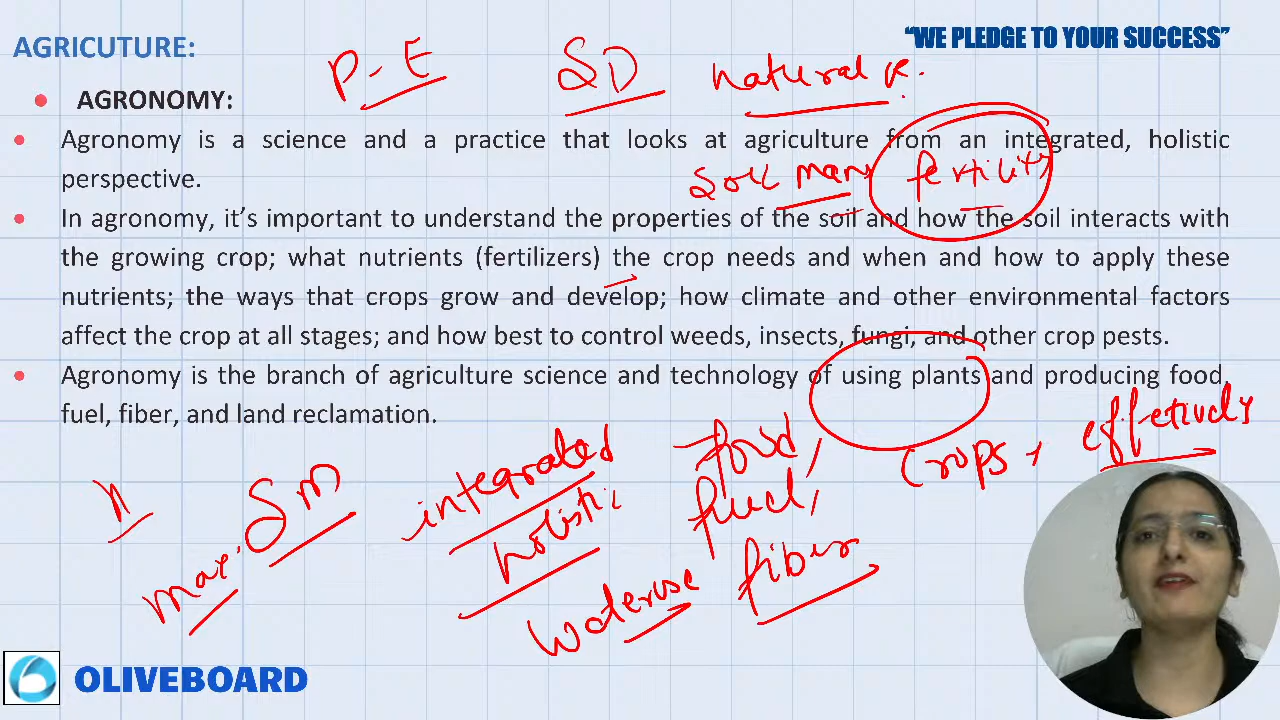 AGRICUTURE:
P - E
SD
natural R.
“WE PLEDGE TO YOUR SUCCESS”
AGRONOMY:
Agronomy is a science and a practice that looks at agriculture from an integrated, holistic
perspective.
Soil many fertility
In agronomy, it’s important to understand the properties of the soil and how the soil interacts with
the growing crop; what nutrients (fertilizers) the crop needs and when and how to apply these
nutrients; the ways that crops grow and develop; how climate and other environmental factors
affect the crop at all stages; and how best to control weeds, insects, fungi, and other crop pests.
Agronomy is the branch of agriculture science and technology of using plants and producing food,
fuel, fiber, and land reclamation.
effetively
crops
food,
integrated
fuel,
holistic
Sm
max.
fiber
wateruse
OLIVEBOARD